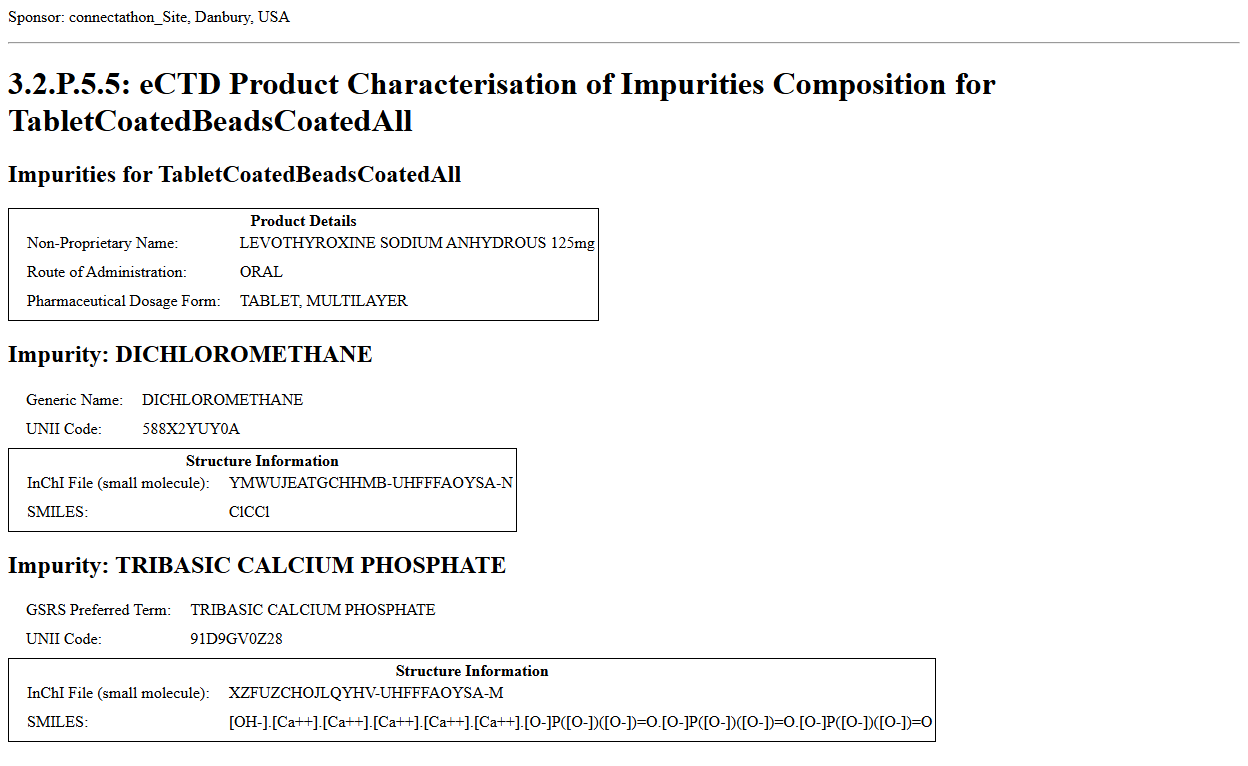 Sponsor: connectathon_Site, Danbury, USA
3.2.P.5.5: eCTD Product Characterisation of Impurities Composition for
TabletCoatedBeadsCoatedAll
Impurities for TabletCoatedBeadsCoatedAll
Product Details
Non-Proprietary Name: LEVOTHYROXINE SODIUM ANHYDROUS 125mg
Route of Administration: ORAL
Pharmaceutical Dosage Form: TABLET, MULTILAYER
Impurity: DICHLOROMETHANE
Generic Name: DICHLOROMETHANE
UNII Code: 588X2YUY0A
Structure Information
InChI File (small molecule): YMWUJEATGCHHMB-UHFFFAOYSA-N
SMILES: ClCCl
Impurity: TRIBASIC CALCIUM PHOSPHATE
GSRS Preferred Term: TRIBASIC CALCIUM PHOSPHATE
UNII Code: 91D9GV0Z28
Structure Information
InChI File (small molecule): XZFUZCHOJLQYHV-UHFFFAOYSA-M
SMILES: [OH-].[Ca++].[Ca++].[Ca++].[Ca++].[Ca++].[O-]P([O-])([O-])=O.[O-]P([O-])([O-])=O.[O-]P([O-])([O-])=O